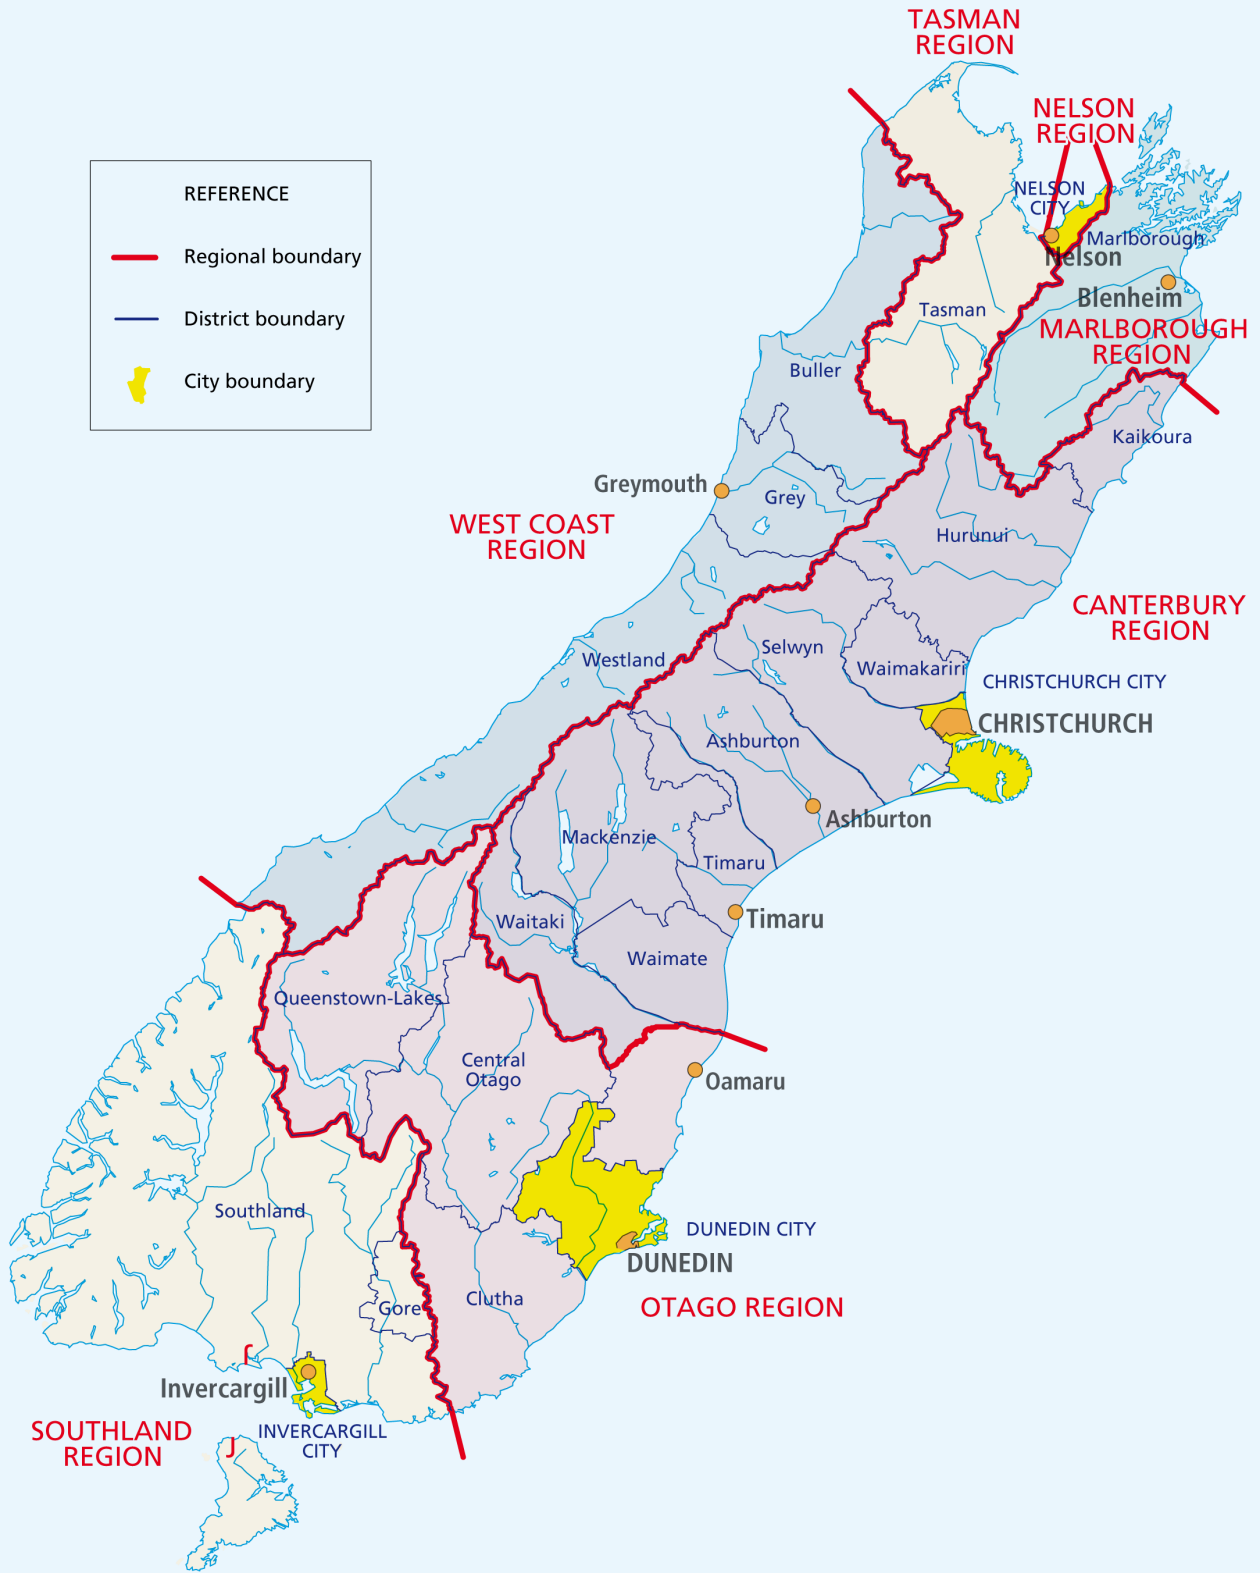 TASMAN
REGION
NELSON
REGION
REFERENCE
Regional boundary
District boundary
City boundary
NELSON
CITY
Marlborough
Nelson
Blenheim
Tasman
MARLBOROUGH
REGION
Buller
Kaikoura
Greymouth
Grey
WEST COAST
REGION
Hurunui
CANTERBURY
REGION
Selwyn
Westland
Waimakariri
CHRISTCHURCH CITY
CHRISTCHURCH
Ashburton
Ashburton
Mackenzie
Timaru
Timaru
Waitaki
Waimate
Queenstown-Lakes
Central
Otago
Oamaru
Southland
DUNEDIN CITY
DUNEDIN
Clutha
Gore
OTAGO REGION
Invercargill
SOUTHLAND
REGION
INVERCARGILL
CITY